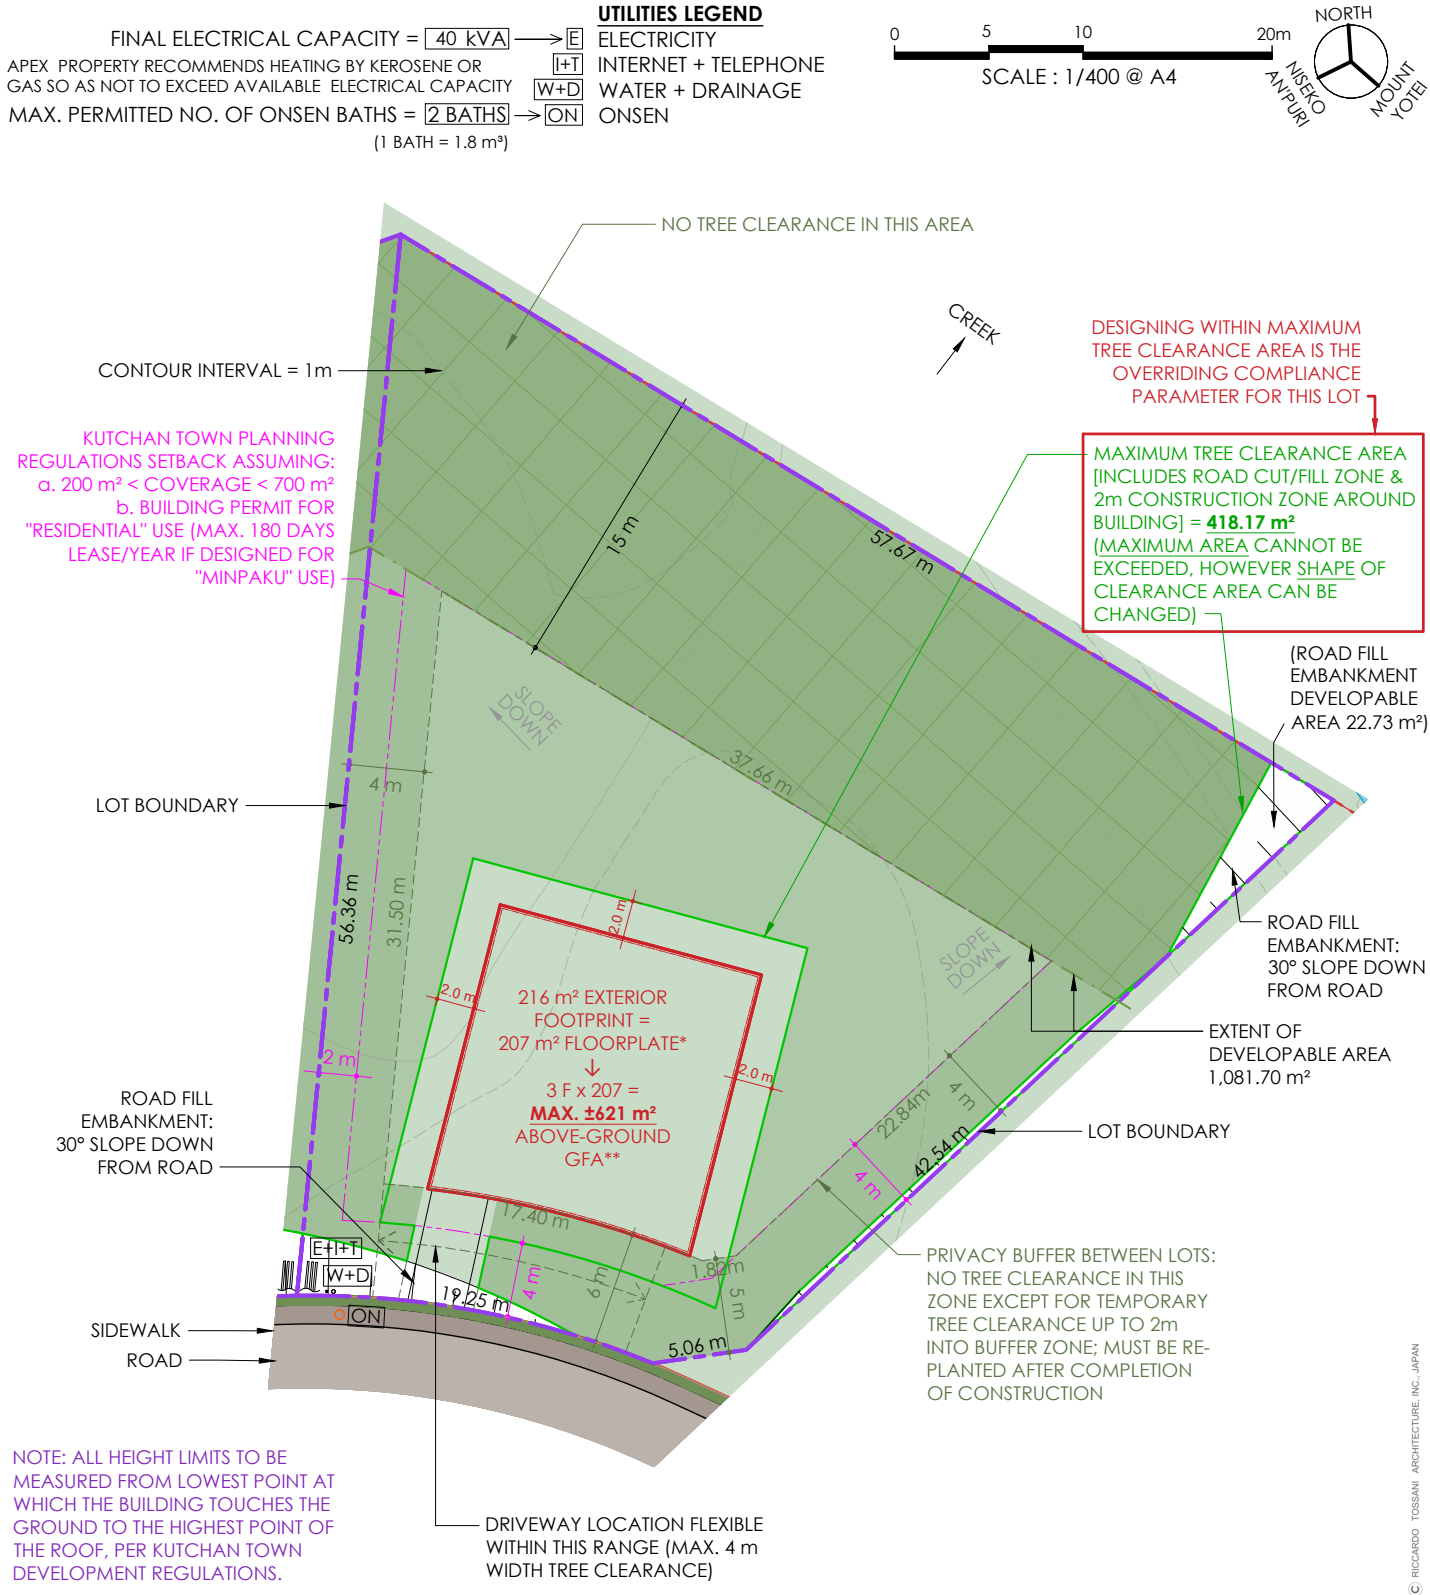 UTILITIES LEGEND
FINAL ELECTRICAL CAPACITY = 40 kVA E ELECTRICITY
APEX PROPERTY RECOMMENDS HEATING BY KEROSENE OR
GAS SO AS NOT TO EXCEED AVAILABLE ELECTRICAL CAPACITY
I+T INTERNET + TELEPHONE
W+D WATER + DRAINAGE
MAX. PERMITTED NO. OF ONSEN BATHS = 2 BATHS ON ONSEN
(1 BATH = 1.8 m³)
0 5 10 20m
SCALE : 1/400 @ A4
NORTH
NISEKO
AN'PURI
MOUNT
YOTEI
NO TREE CLEARANCE IN THIS AREA
CREEK
CONTOUR INTERVAL = 1m
DESIGNING WITHIN MAXIMUM
TREE CLEARANCE AREA IS THE
OVERRIDING COMPLIANCE
PARAMETER FOR THIS LOT
KUTCHAN TOWN PLANNING
REGULATIONS SETBACK ASSUMING:
a. 200 m² < COVERAGE < 700 m²
b. BUILDING PERMIT FOR
"RESIDENTIAL" USE (MAX. 180 DAYS
LEASE/YEAR IF DESIGNED FOR
"MINPAKU" USE)
MAXIMUM TREE CLEARANCE AREA
[INCLUDES ROAD CUT/FILL ZONE &
2m CONSTRUCTION ZONE AROUND
BUILDING] = 418.17 m²
(MAXIMUM AREA CANNOT BE
EXCEEDED, HOWEVER SHAPE OF
CLEARANCE AREA CAN BE
CHANGED)
15 m
57.67 m
(ROAD FILL
EMBANKMENT
DEVELOPABLE
AREA 22.73 m²)
SLOPE
DOWN
37.66 m
4 m
LOT BOUNDARY
56.36 m
31.50 m
2.0 m
SLOPE
DOWN
ROAD FILL
EMBANKMENT:
30° SLOPE DOWN
FROM ROAD
2.0 m
216 m² EXTERIOR
FOOTPRINT =
207 m² FLOORPLATE*
↓
3 F x 207 =
MAX. ±621 m²
ABOVE-GROUND
GFA**
2.0 m
EXTENT OF
DEVELOPABLE AREA
1,081.70 m²
2 m
4 m
22.84m
42.54 m
4 m
LOT BOUNDARY
ROAD FILL
EMBANKMENT:
30° SLOPE DOWN
FROM ROAD
17.40 m
E+I+T
W+D
ON
19.25 m
4 m
6 m
1.82m
5 m
5.06 m
PRIVACY BUFFER BETWEEN LOTS:
NO TREE CLEARANCE IN THIS
ZONE EXCEPT FOR TEMPORARY
TREE CLEARANCE UP TO 2m
INTO BUFFER ZONE; MUST BE RE-
PLANTED AFTER COMPLETION
OF CONSTRUCTION
SIDEWALK
ROAD
NOTE: ALL HEIGHT LIMITS TO BE
MEASURED FROM LOWEST POINT AT
WHICH THE BUILDING TOUCHES THE
GROUND TO THE HIGHEST POINT OF
THE ROOF, PER KUTCHAN TOWN
DEVELOPMENT REGULATIONS.
DRIVEWAY LOCATION FLEXIBLE
WITHIN THIS RANGE (MAX. 4 m
WIDTH TREE CLEARANCE)
© RICCARDO TOSSANI ARCHITECTURE, INC., JAPAN